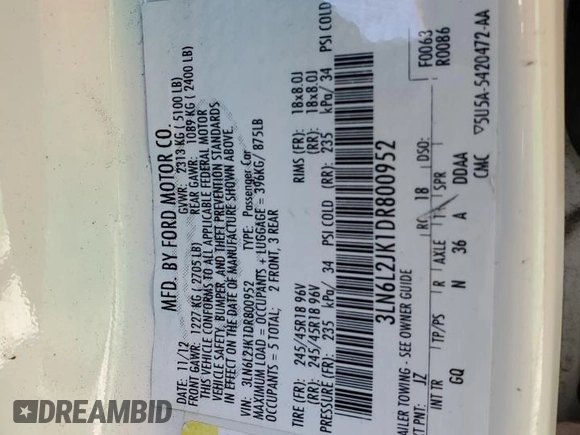 MFD. BY FORD MOTOR CO.
DATE: 11/12 GVWR: 2313 KG ( 5100 LB)
FRONT GAWR: 1227 KG ( 2705 LB) REAR GAWR: 1089 KG ( 2400 LB)
THIS VEHICLE CONFORMS TO ALL APPLICABLE FEDERAL MOTOR
VEHICLE SAFETY, BUMPER, AND THEFT PREVENTION STANDARDS
IN EFFECT ON THE DATE OF MANUFACTURE SHOWN ABOVE.
VIN: 3LN6L2JK1DR800952 TYPE: Passenger Car
MAXIMUM LOAD = OCCUPANTS + LUGGAGE = 396KG/ 875LB
OCCUPANTS = 5 TOTAL; 2 FRONT, 3 REAR
TIRE (FR): 245/45R18 96V RIMS (FR): 18x8.0J
(RR): 245/45R18 96V (RR): 18x8.0J
PRESSURE (FR): 235 kPa/ 34 PSI COLD (RR): 235 kPa/ 34 PSI COLD
3LN6L2JK1DR800952
F0063
R0086
AILER TOWING - SEE OWNER GUIDE
T PNT: JZ RC: 18 DSO:
INT TR TP/PS R AXLE TR SPR
GQ N 36 A DDAA
CMC ▽5U5A-5420472-AA
DREAMBID